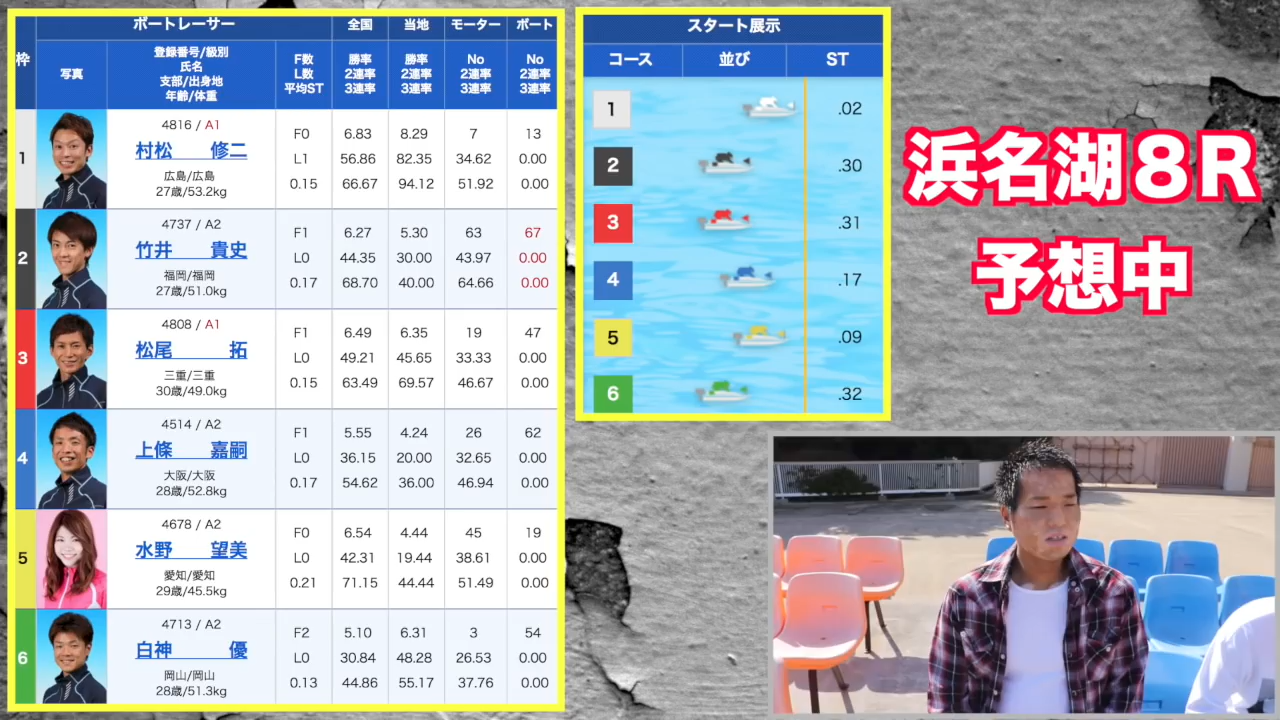 ボートレーサー 全国 当地 モーター ボート
枠 写真 登録番号/級別 氏名 支部/出身地 年齢/体重 F数 L数 平均ST 勝率 2連率 3連率 勝率 2連率 3連率 No 2連率 3連率 No 2連率 3連率
4816 / A1
1 村松 修二
広島/広島
27歳/53.2kg
F0 6.83 8.29 7 13
L1 56.86 82.35 34.62 0.00
0.15 66.67 94.12 51.92 0.00
4737 / A2
2 竹井 貴史
福岡/福岡
27歳/51.0kg
F1 6.27 5.30 63 67
L0 44.35 30.00 43.97 0.00
0.17 68.70 40.00 64.66 0.00
4808 / A1
3 松尾 拓
三重/三重
30歳/49.0kg
F1 6.49 6.35 19 47
L0 49.21 45.65 33.33 0.00
0.15 63.49 69.57 46.67 0.00
4514 / A2
4 上條 嘉嗣
大阪/大阪
28歳/52.8kg
F1 5.55 4.24 26 62
L0 36.15 20.00 32.65 0.00
0.17 54.62 36.00 46.94 0.00
4678 / A2
5 水野 望美
愛知/愛知
29歳/45.5kg
F0 6.54 4.44 45 19
L0 42.31 19.44 38.61 0.00
0.21 71.15 44.44 51.49 0.00
4713 / A2
6 白神 優
岡山/岡山
28歳/51.3kg
F2 5.10 6.31 3 54
L0 30.84 48.28 26.53 0.00
0.13 44.86 55.17 37.76 0.00
スタート展示
コース 並び ST
1 .02
2 .30
3 .31
4 .17
5 .09
6 .32
浜名湖8R
予想中